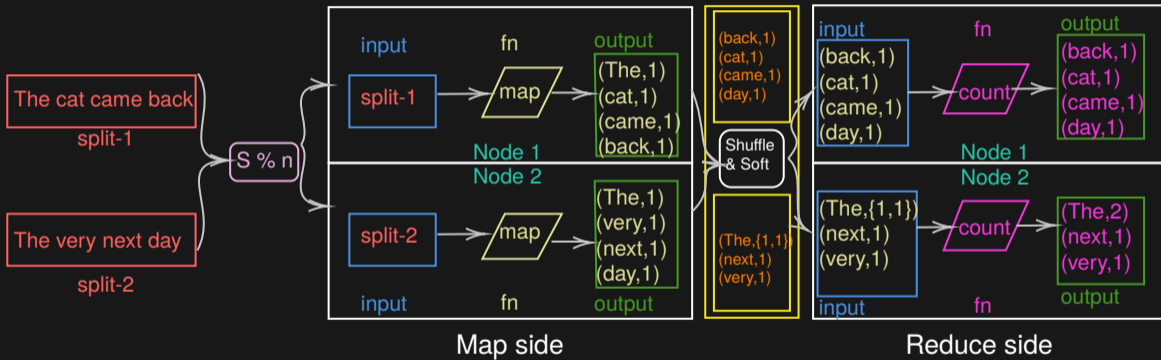 The cat came back
split-1
The very next day
split-2
S % n
input
fn
output
split-1
map
(The,1)
(cat,1)
(came,1)
(back,1)
Node 1
Node 2
split-2
map
(The,1)
(very,1)
(next,1)
(day,1)
input
fn
output
Map side
(back,1)
(cat,1)
(came,1)
(day,1)
Shuffle
& Soft
(The,{1,1})
(next,1)
(very,1)
input
fn
output
(back,1)
(cat,1)
(came,1)
(day,1)
count
(back,1)
(cat,1)
(came,1)
(day,1)
Node 1
Node 2
(The,{1,1})
(next,1)
(very,1)
count
(The,2)
(next,1)
(very,1)
input
fn
output
Reduce side